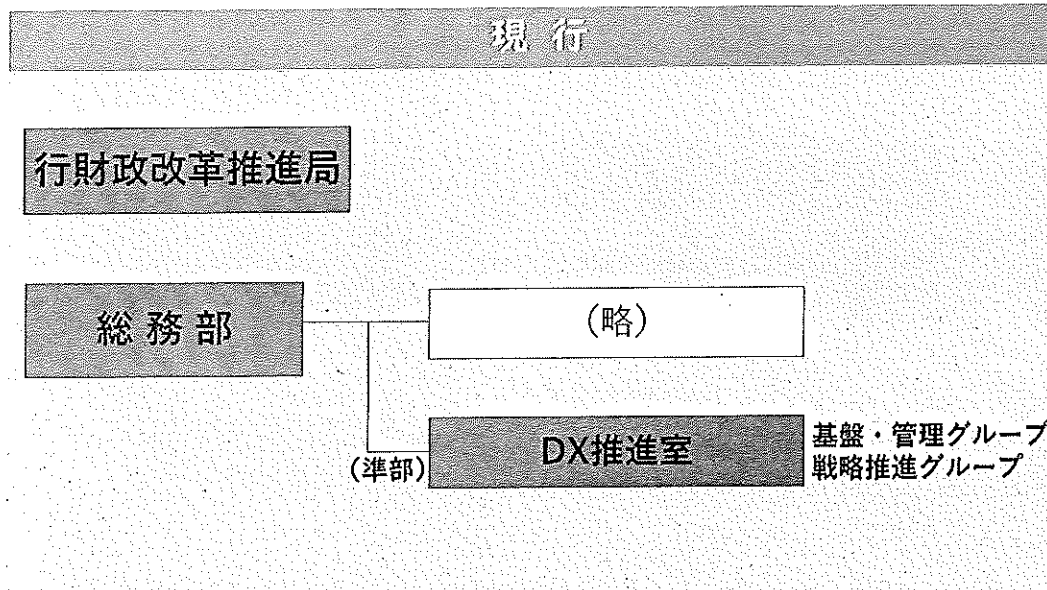 現行
行財政改革推進局
総務部
(略)
(準部)
DX推進室
基盤・管理グループ
戦略推進グループ